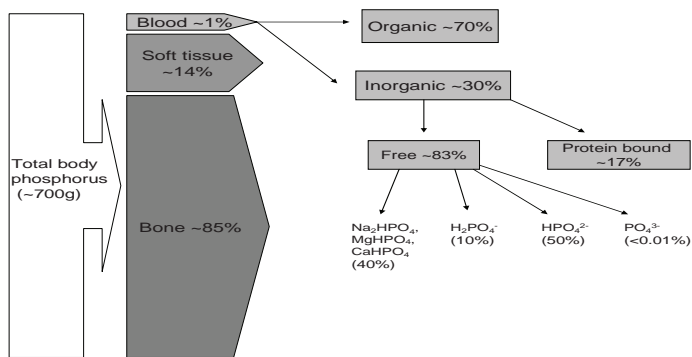 Blood ~1%
Organic ~70%
Soft tissue
~14%
Inorganic ~30%
Total body
phosphorus
(~700g)
Free ~83%
Protein bound
~17%
Bone ~85%
Na₂HPO₄,
MgHPO₄,
CaHPO₄
(40%)
H₂PO₄⁻
(10%)
HPO₄²⁻
(50%)
PO₄³⁻
(<0.01%)